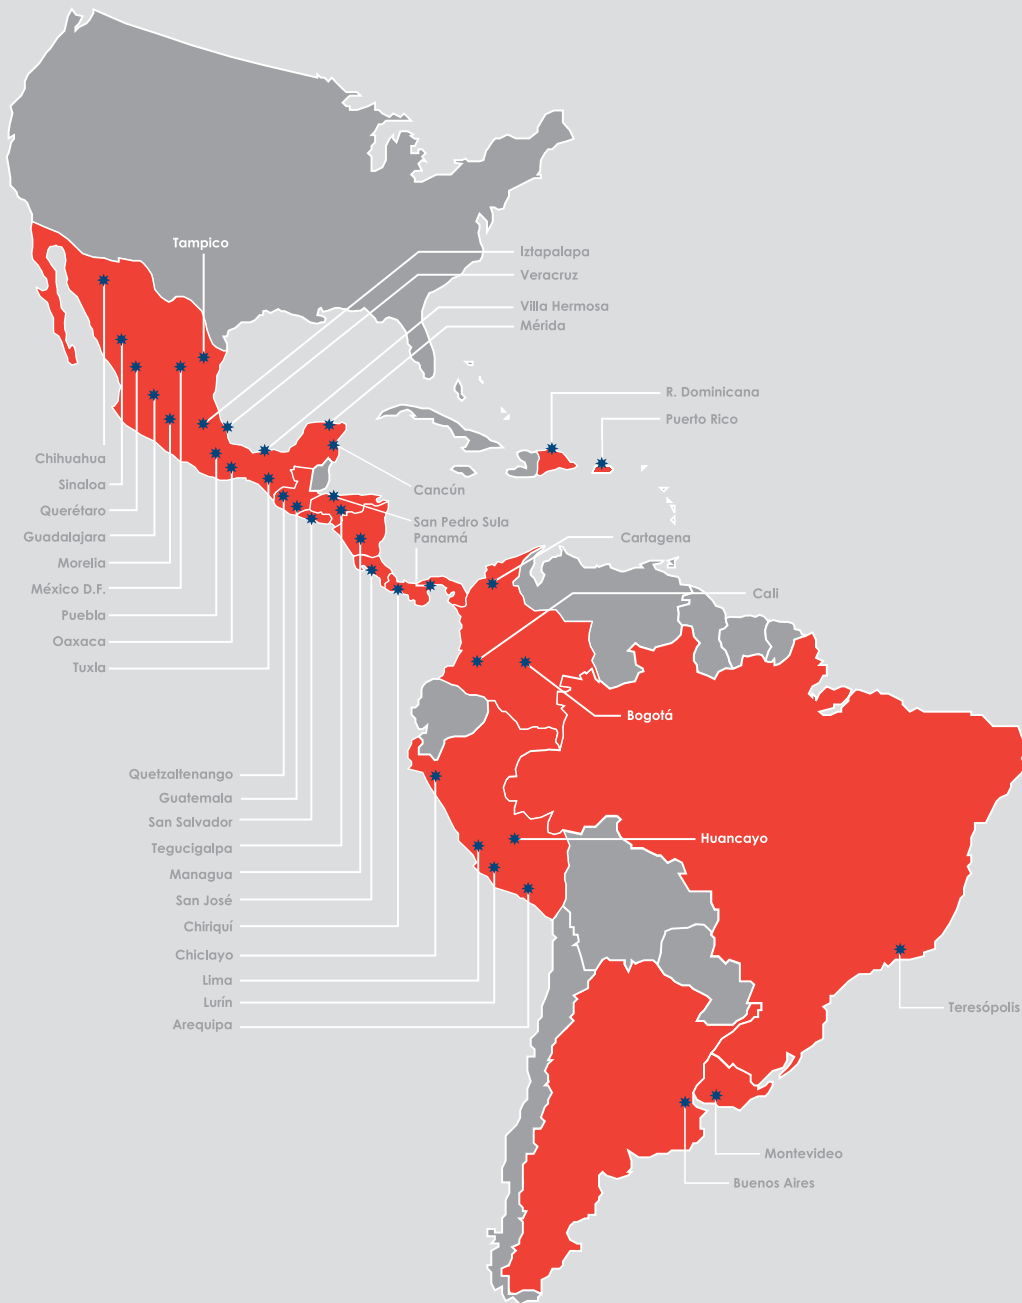 Tampico
Iztapalapa
Veracruz
Villa Hermosa
Mérida
R. Dominicana
Puerto Rico
Chihuahua
Sinaloa
Querétaro
Guadalajara
Morelia
México D.F.
Puebla
Oaxaca
Tuxla
Cancún
San Pedro Sula
Panamá
Cartagena
Cali
Bogotá
Quetzaltenango
Guatemala
San Salvador
Tegucigalpa
Managua
San José
Chiriquí
Chiclayo
Lima
Lurín
Arequipa
Huancayo
Teresópolis
Montevideo
Buenos Aires